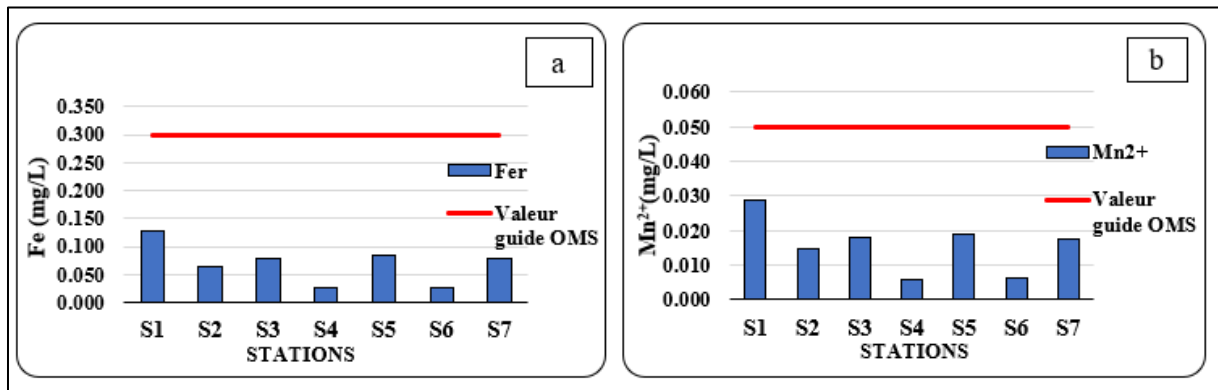 a
0.350
0.300
0.250
0.200
0.150
0.100
0.050
0.000
Fe (mg/L)
Fer
Valeur
guide OMS
S1 S2 S3 S4 S5 S6 S7
STATIONS
b
0.060
0.050
0.040
0.030
0.020
0.010
0.000
Mn²⁺(mg/L)
Mn2+
Valeur
guide OMS
S1 S2 S3 S4 S5 S6 S7
STATIONS